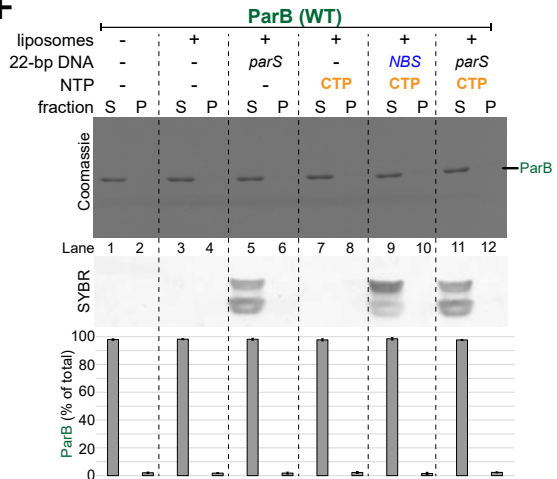 ParB (WT)
liposomes - + + + + +
22-bp DNA - - parS - NBS parS
NTP - - - CTP CTP CTP
fraction S P S P S P S P S P S P
Coomassie
ParB
Lane 1 2 3 4 5 6 7 8 9 10 11 12
SYBR
ParB (% of total)
100
80
60
40
20
0